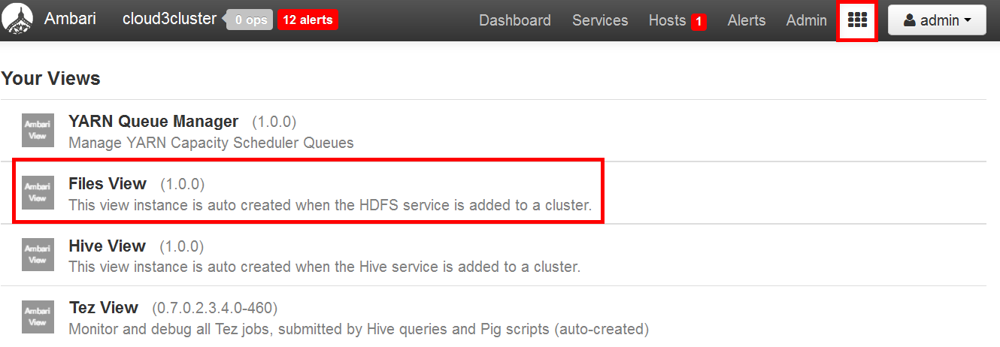 Ambari cloud3cluster 0 ops 12 alerts Dashboard Services Hosts 1 Alerts Admin admin
Your Views
Ambari View
YARN Queue Manager (1.0.0)
Manage YARN Capacity Scheduler Queues
Ambari View
Files View (1.0.0)
This view instance is auto created when the HDFS service is added to a cluster.
Ambari View
Hive View (1.0.0)
This view instance is auto created when the Hive service is added to a cluster.
Ambari View
Tez View (0.7.0.2.3.4.0-460)
Monitor and debug all Tez jobs, submitted by Hive queries and Pig scripts (auto-created)